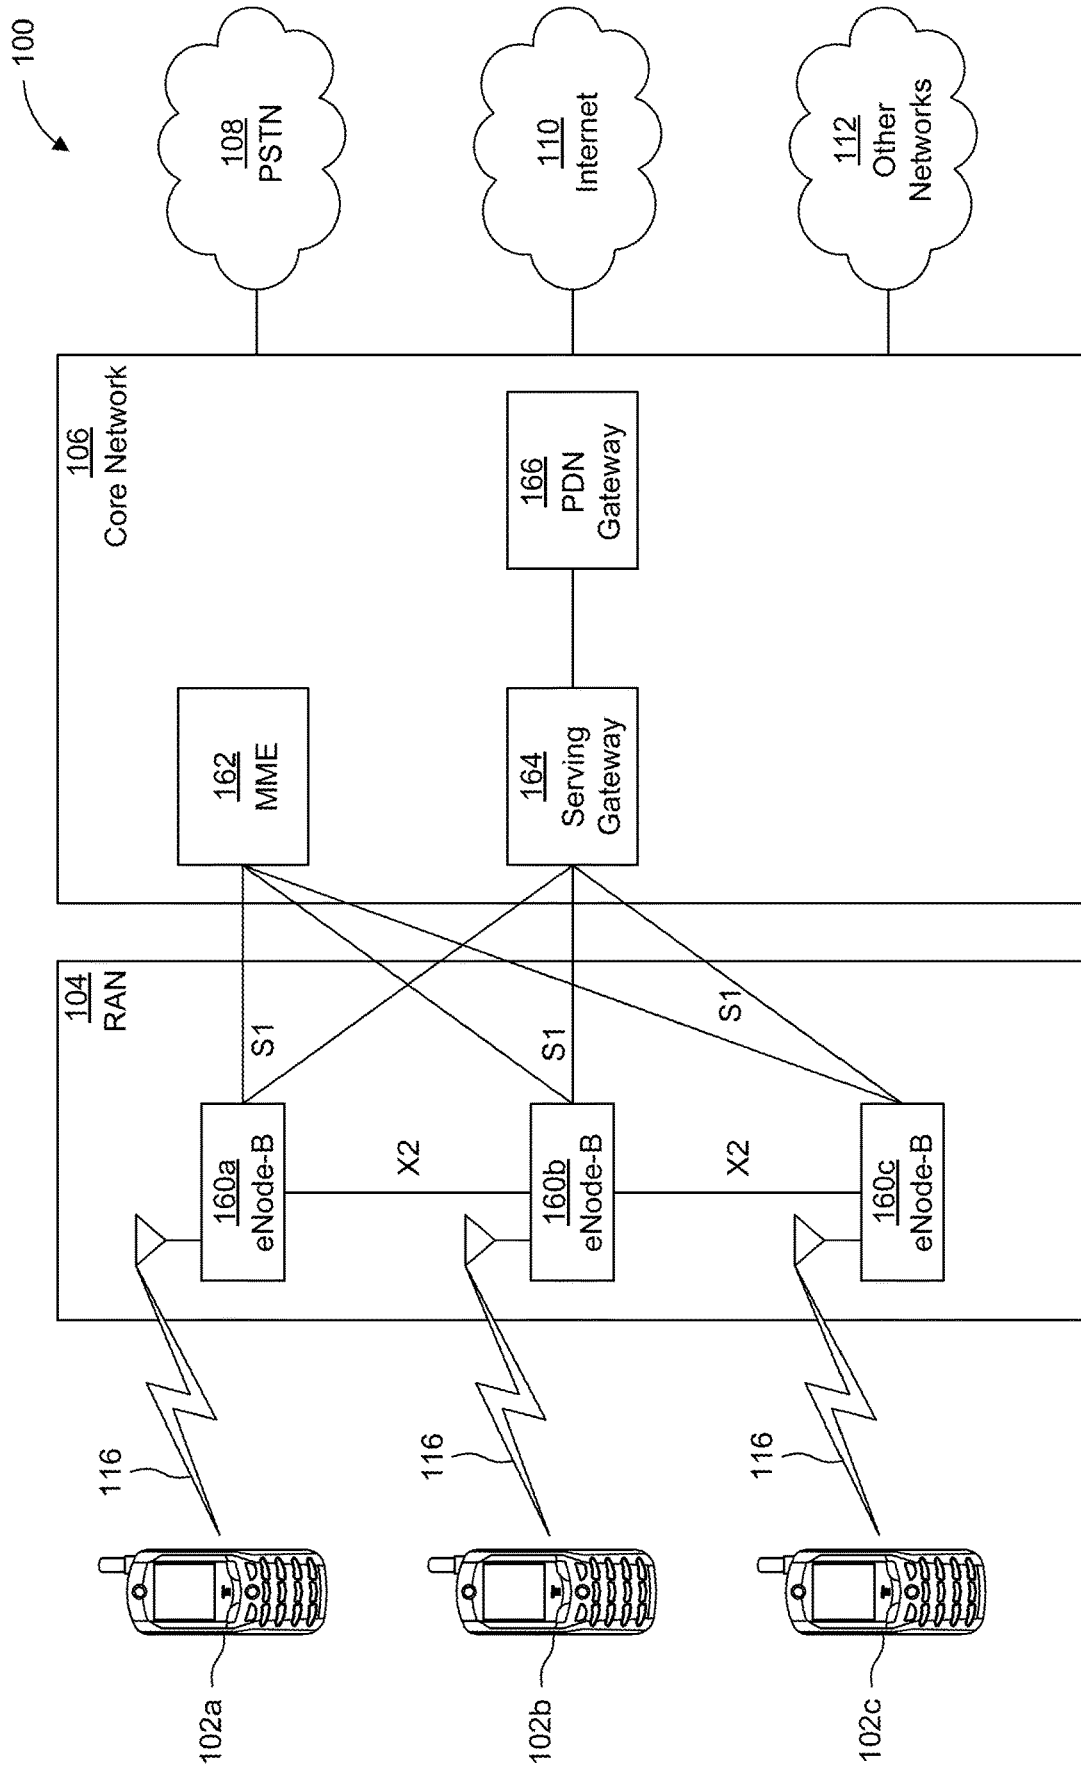 100
102a
102b
102c
116
116
116
104
RAN
160a
eNode-B
160b
eNode-B
160c
eNode-B
X2
X2
S1
S1
S1
106
Core Network
162
MME
164
Serving
Gateway
166
PDN
Gateway
108
PSTN
110
Internet
112
Other
Networks